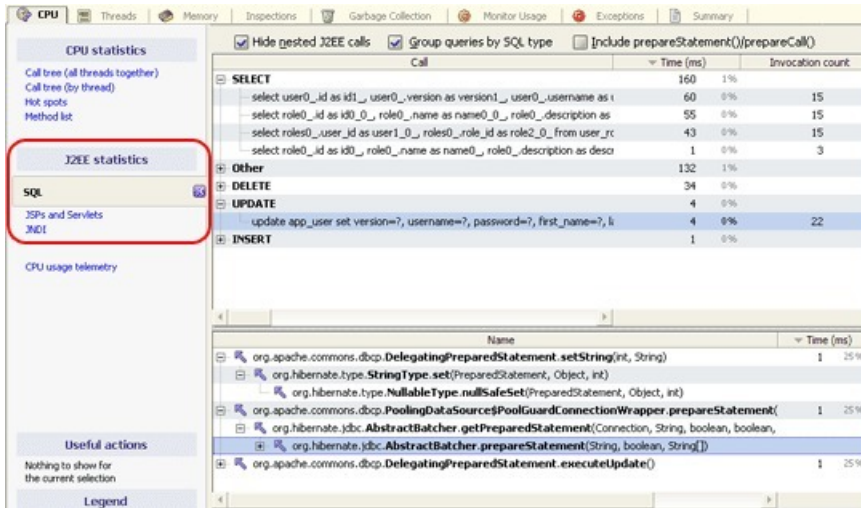 CPU Threads Memory Inspections Garbage Collection Monitor Usage Exceptions Summary
CPU statistics
Call tree (all threads together)
Call tree (by thread)
Hot spots
Method list
J2EE statistics
SQL
JSPs and Servlets
JNDI
CPU usage telemetry
Useful actions
Nothing to show for
the current selection
Legend
Hide nested J2EE calls Group queries by SQL type Include prepareStatement()/prepareCall()
Call Time (ms) Invocation count
SELECT 160 1%
select user0_.id as id1_, user0_.version as version1_, user0_.username as u 60 0% 15
select role0_.id as id0_0_, role0_.name as name0_0_, role0_.description as 55 0% 15
select roles0_.user_id as user1_0_, roles0_.role_id as role2_0_ from user_ro 43 0% 15
select role0_.id as id0_, role0_.name as name0_, role0_.description as descr 1 0% 3
Other 132 1%
DELETE 34 0%
UPDATE 4 0%
update app_user set version=?, username=?, password=?, first_name=?, la 4 0% 22
INSERT 1 0%
Name Time (ms)
org.apache.commons.dbcp.DelegatingPreparedStatement.setString(int, String) 1 25%
org.hibernate.type.StringType.set(PreparedStatement, Object, int)
org.hibernate.type.NullableType.nullSafeSet(PreparedStatement, Object, int)
org.apache.commons.dbcp.PoolingDataSource$PoolGuardConnectionWrapper.prepareStatement( 1 25%
org.hibernate.jdbc.AbstractBatcher.getPreparedStatement(Connection, String, boolean, boolean,
org.hibernate.jdbc.AbstractBatcher.prepareStatement(String, boolean, String[])
org.apache.commons.dbcp.DelegatingPreparedStatement.executeUpdate() 1 25%